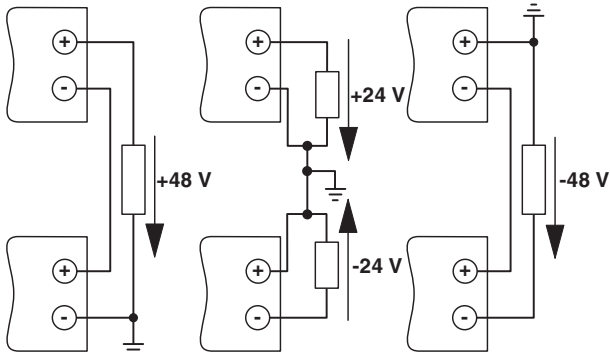 + + +
- - -
+24 V
+48 V
-48 V
+ + +
-24 V
- - -